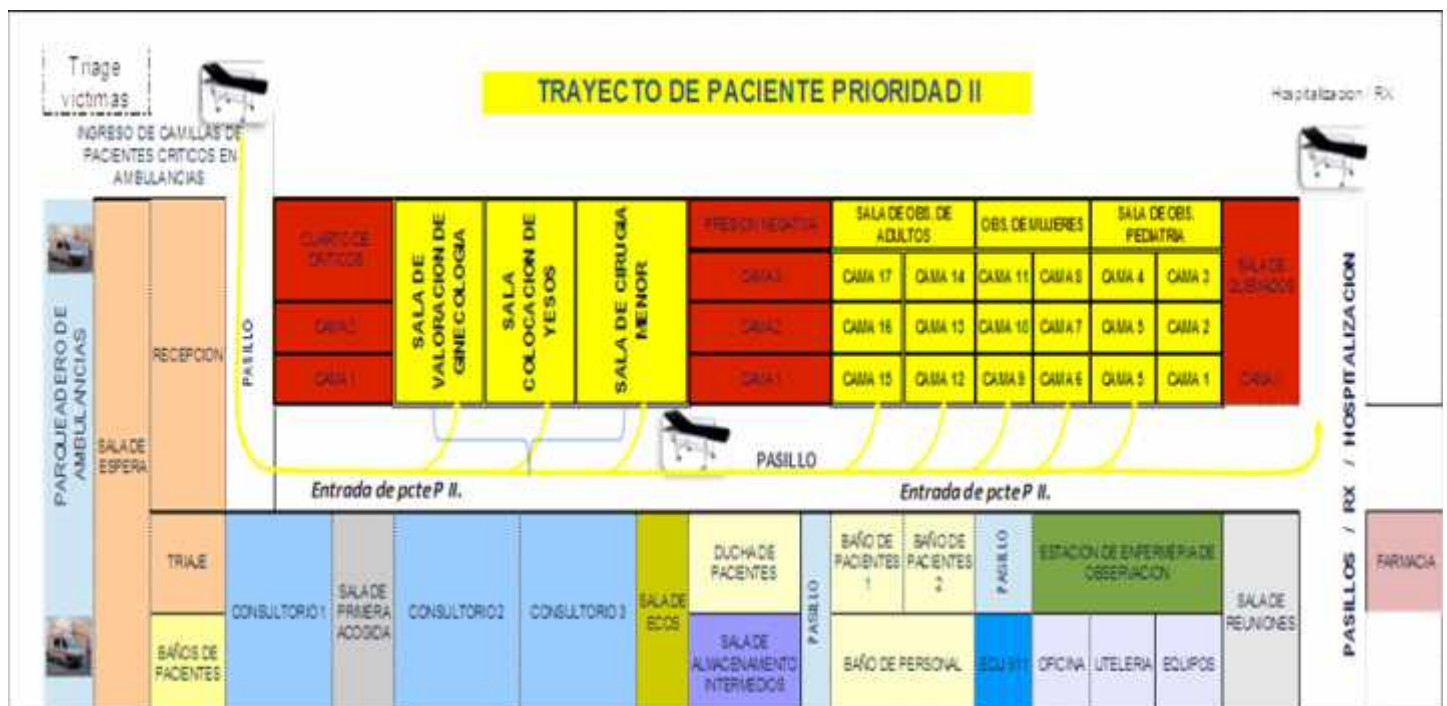 Triage
victimas
TRAYECTO DE PACIENTE PRIORIDAD II
Hospitalizacion RX
INGRESO DE CAMILLAS DE
PACIENTES CRITICOS EN
AMBULANCIAS
PARQUEADERO DE
AMBULANCIAS
SALA DE
ESPERA
RECEPCION
PASILLO
CUARTO DE
CRITICOS
CAMA 2
CAMA 1
SALA DE
VALORACION DE
GINECOLOGIA
SALA
COLOCACION DE
YESOS
SALA DE CIRUGIA
MENOR
PRESION NEGATIVA
CAMA 3
CAMA 2
CAMA 1
SALA DE OBS. DE
ADULTOS
OBS. DE MUJERES
SALA DE OBS.
PEDIATRIA
CAMA 17
CAMA 14
CAMA 11
CAMA 8
CAMA 4
CAMA 3
CAMA 16
CAMA 13
CAMA 10
CAMA 7
CAMA 5
CAMA 2
CAMA 15
CAMA 12
CAMA 9
CAMA 6
CAMA 5
CAMA 1
SALA DE
QUEMADOS
CAMA 1
PASILLO
Entrada de pcte P II.
Entrada de pcte P II.
PASILLOS / RX / HOSPITALIZACION
TRIAJE
BAÑOS DE
PACIENTES
CONSULTORIO 1
SALA DE
PRIMERA
ACOGIDA
CONSULTORIO 2
CONSULTORIO 3
SALA DE
ECOS
DUCHA DE
PACIENTES
SALA DE
ALMACENAMIENTO
INTERMEDIOS
PASILLO
BAÑO DE
PACIENTES
1
BAÑO DE
PACIENTES
2
BAÑO DE PERSONAL
PASILLO
ECU 911
ESTACION DE ENFERMERIA DE
OBSERVACION
OFICINA
UTELERIA
EQUIPOS
SALA DE
REUNIONES
FARMACIA